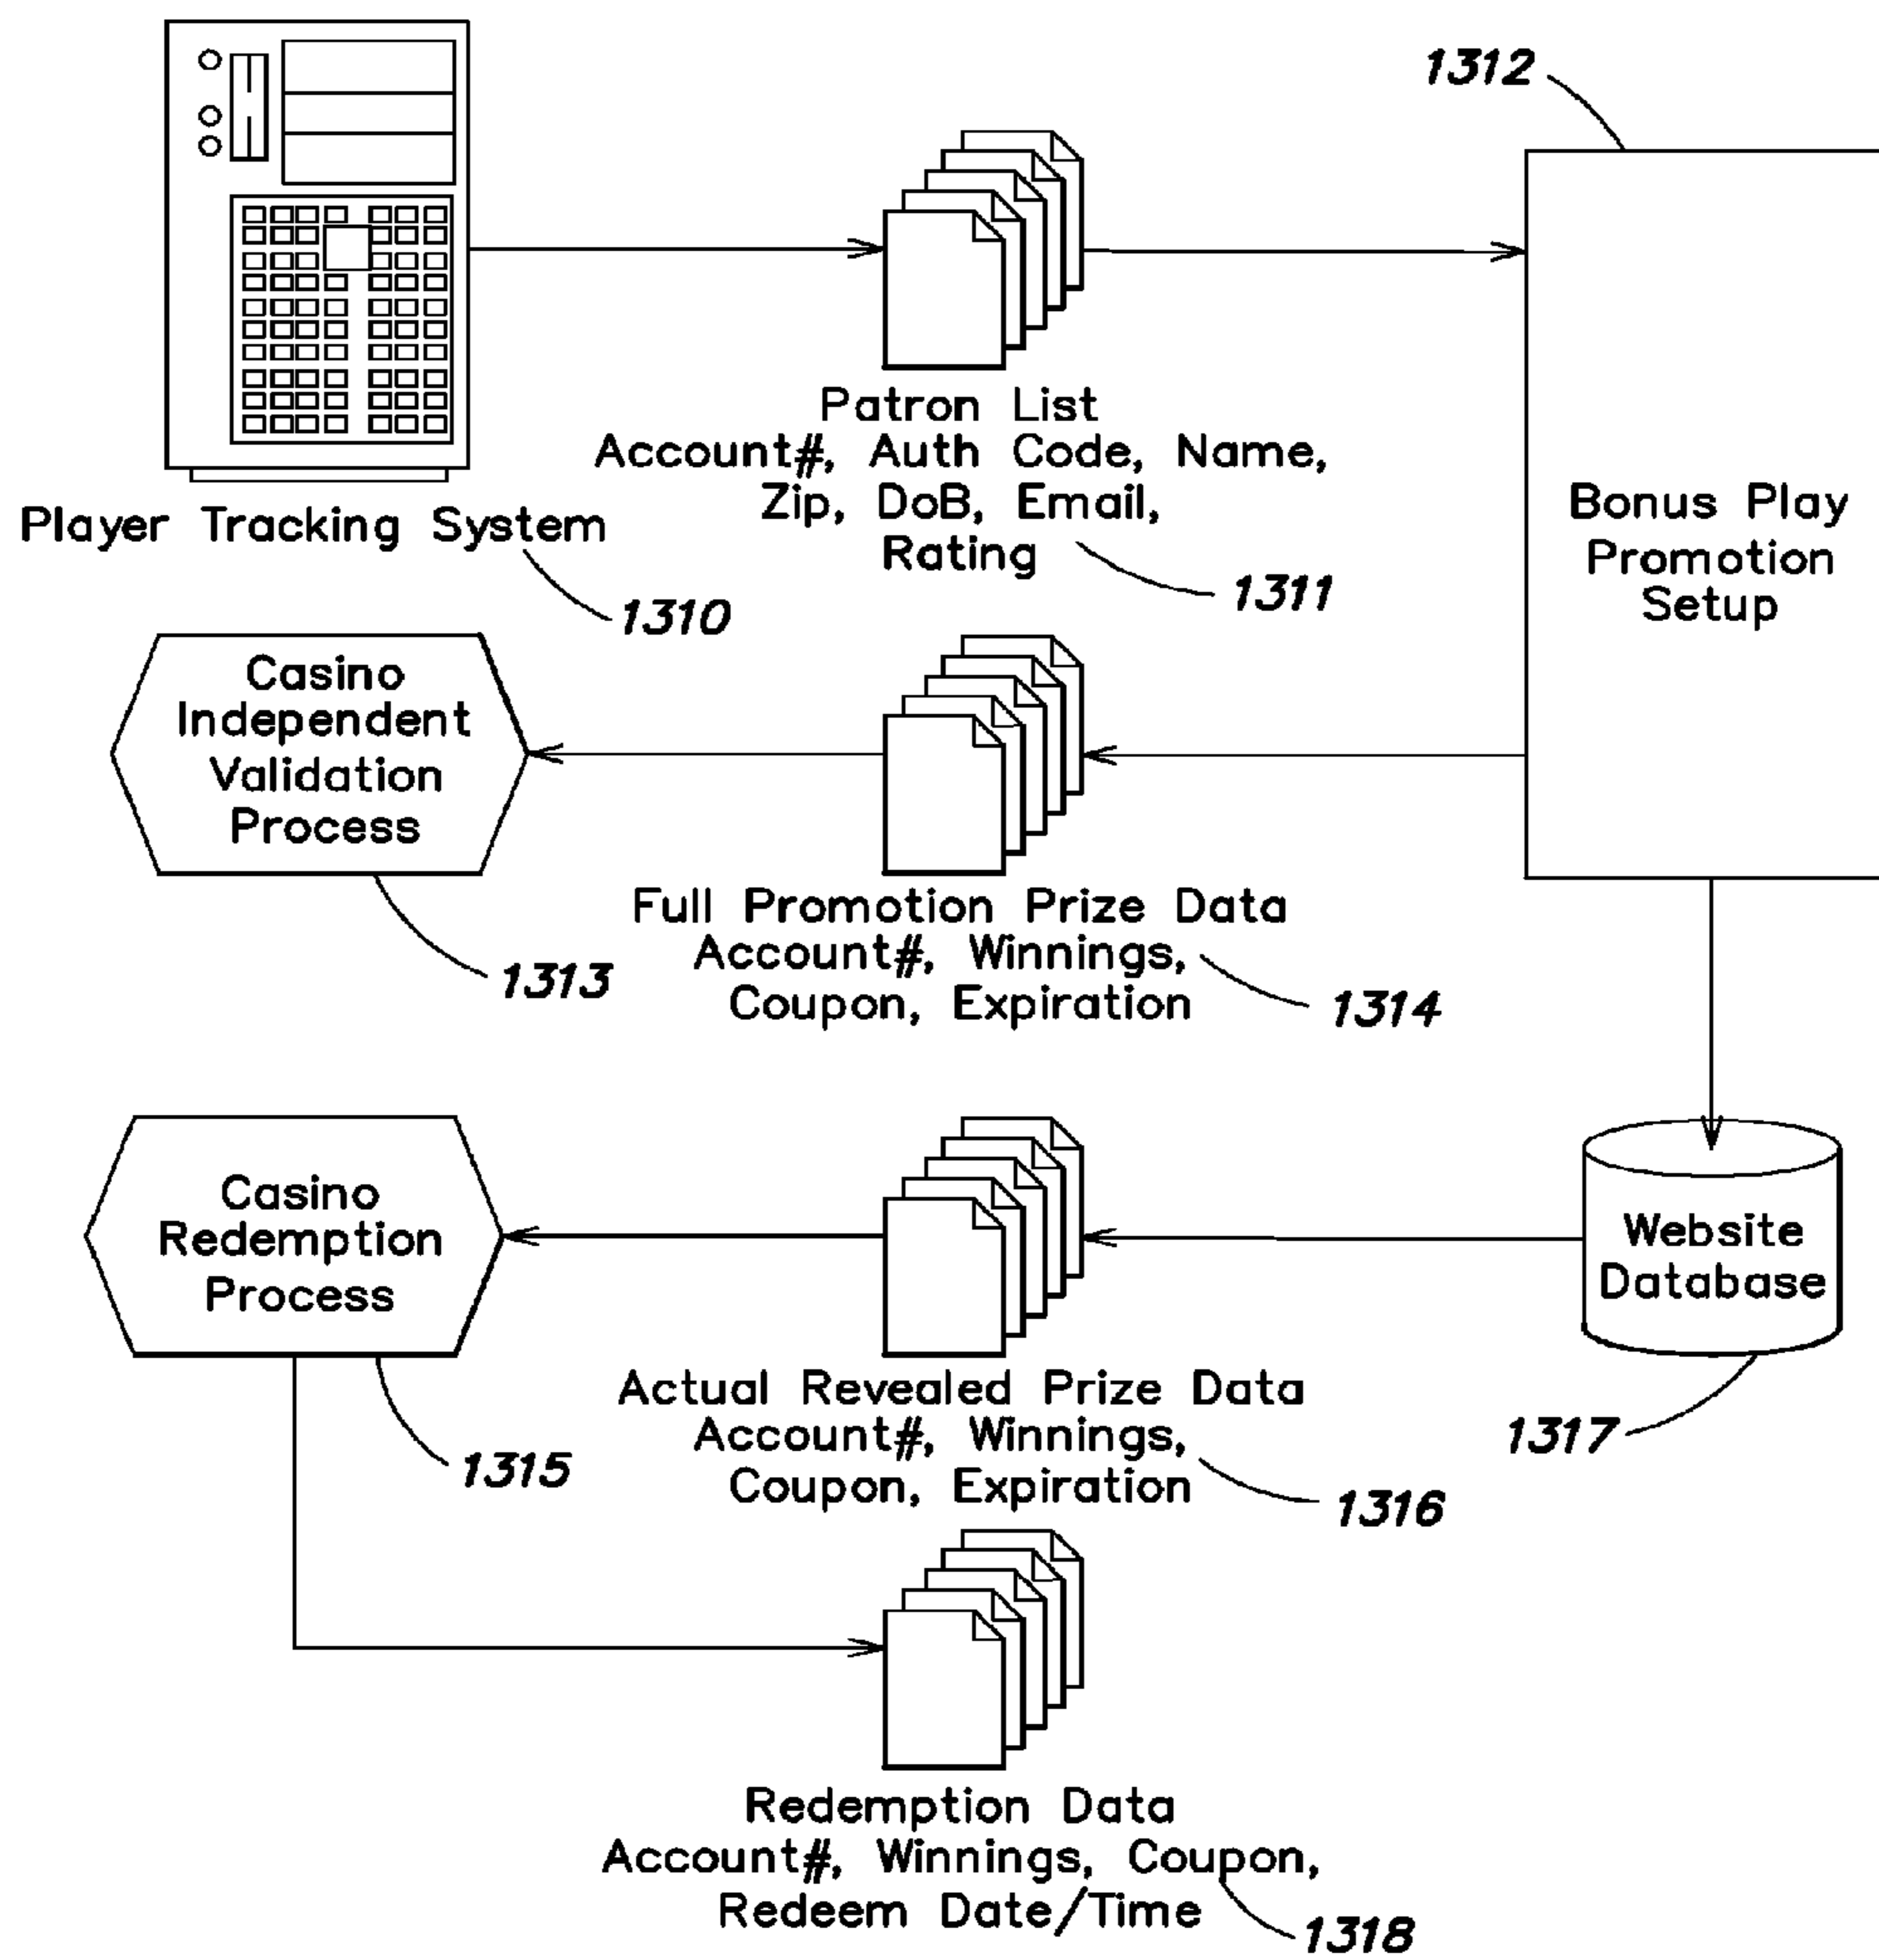 1312
Patron List
Account#, Auth Code, Name,
Zip, DoB, Email,
Rating
1311
Player Tracking System
1310
Bonus Play
Promotion
Setup
Casino
Independent
Validation
Process
1313
Full Promotion Prize Data
Account#, Winnings,
Coupon, Expiration
1314
Casino
Redemption
Process
1315
Actual Revealed Prize Data
Account#, Winnings,
Coupon, Expiration
1316
Website
Database
1317
Redemption Data
Account#, Winnings, Coupon,
Redeem Date/Time
1318